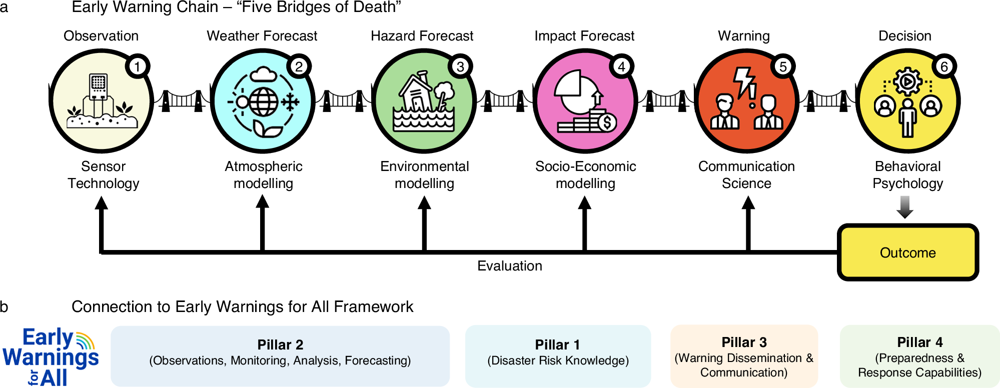 a Early Warning Chain – “Five Bridges of Death”
Observation
Weather Forecast
Hazard Forecast
Impact Forecast
Warning
Decision
1
2
3
4
5
6
$
Sensor
Technology
Atmospheric
modelling
Environmental
modelling
Socio-Economic
modelling
Communication
Science
Behavioral
Psychology
Outcome
Evaluation
b Connection to Early Warnings for All Framework
Early
Warnings
for All
Pillar 2
(Observations, Monitoring, Analysis, Forecasting)
Pillar 1
(Disaster Risk Knowledge)
Pillar 3
(Warning Dissemination &
Communication)
Pillar 4
(Preparedness &
Response Capabilities)